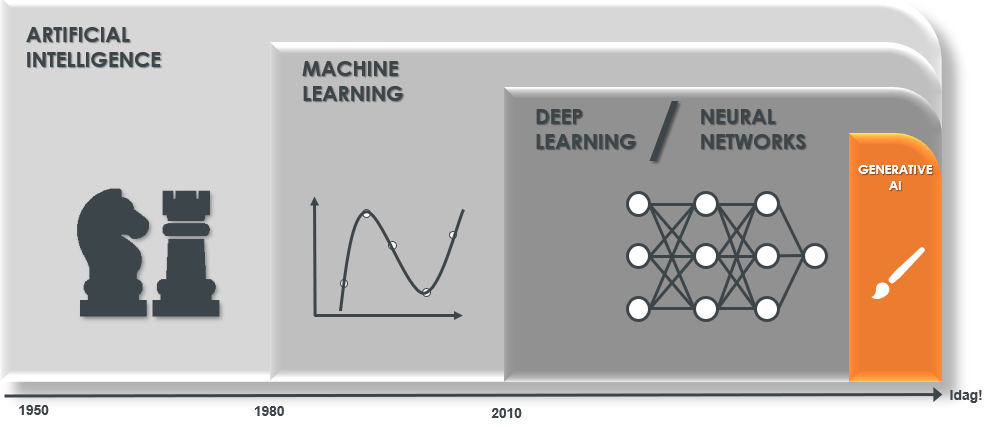 ARTIFICIAL
INTELLIGENCE
MACHINE
LEARNING
DEEP
LEARNING
/
NEURAL
NETWORKS
GENERATIVE
AI
1950
1980
2010
Idag!